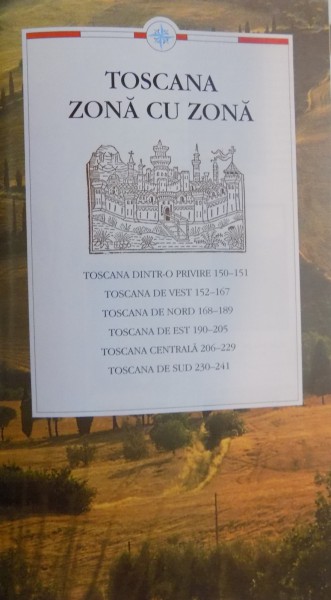 TOSCANA
ZONĂ CU ZONĂ
TOSCANA DINTR-O PRIVIRE 150–151
TOSCANA DE VEST 152–167
TOSCANA DE NORD 168–189
TOSCANA DE EST 190–205
TOSCANA CENTRALĂ 206–229
TOSCANA DE SUD 230–241